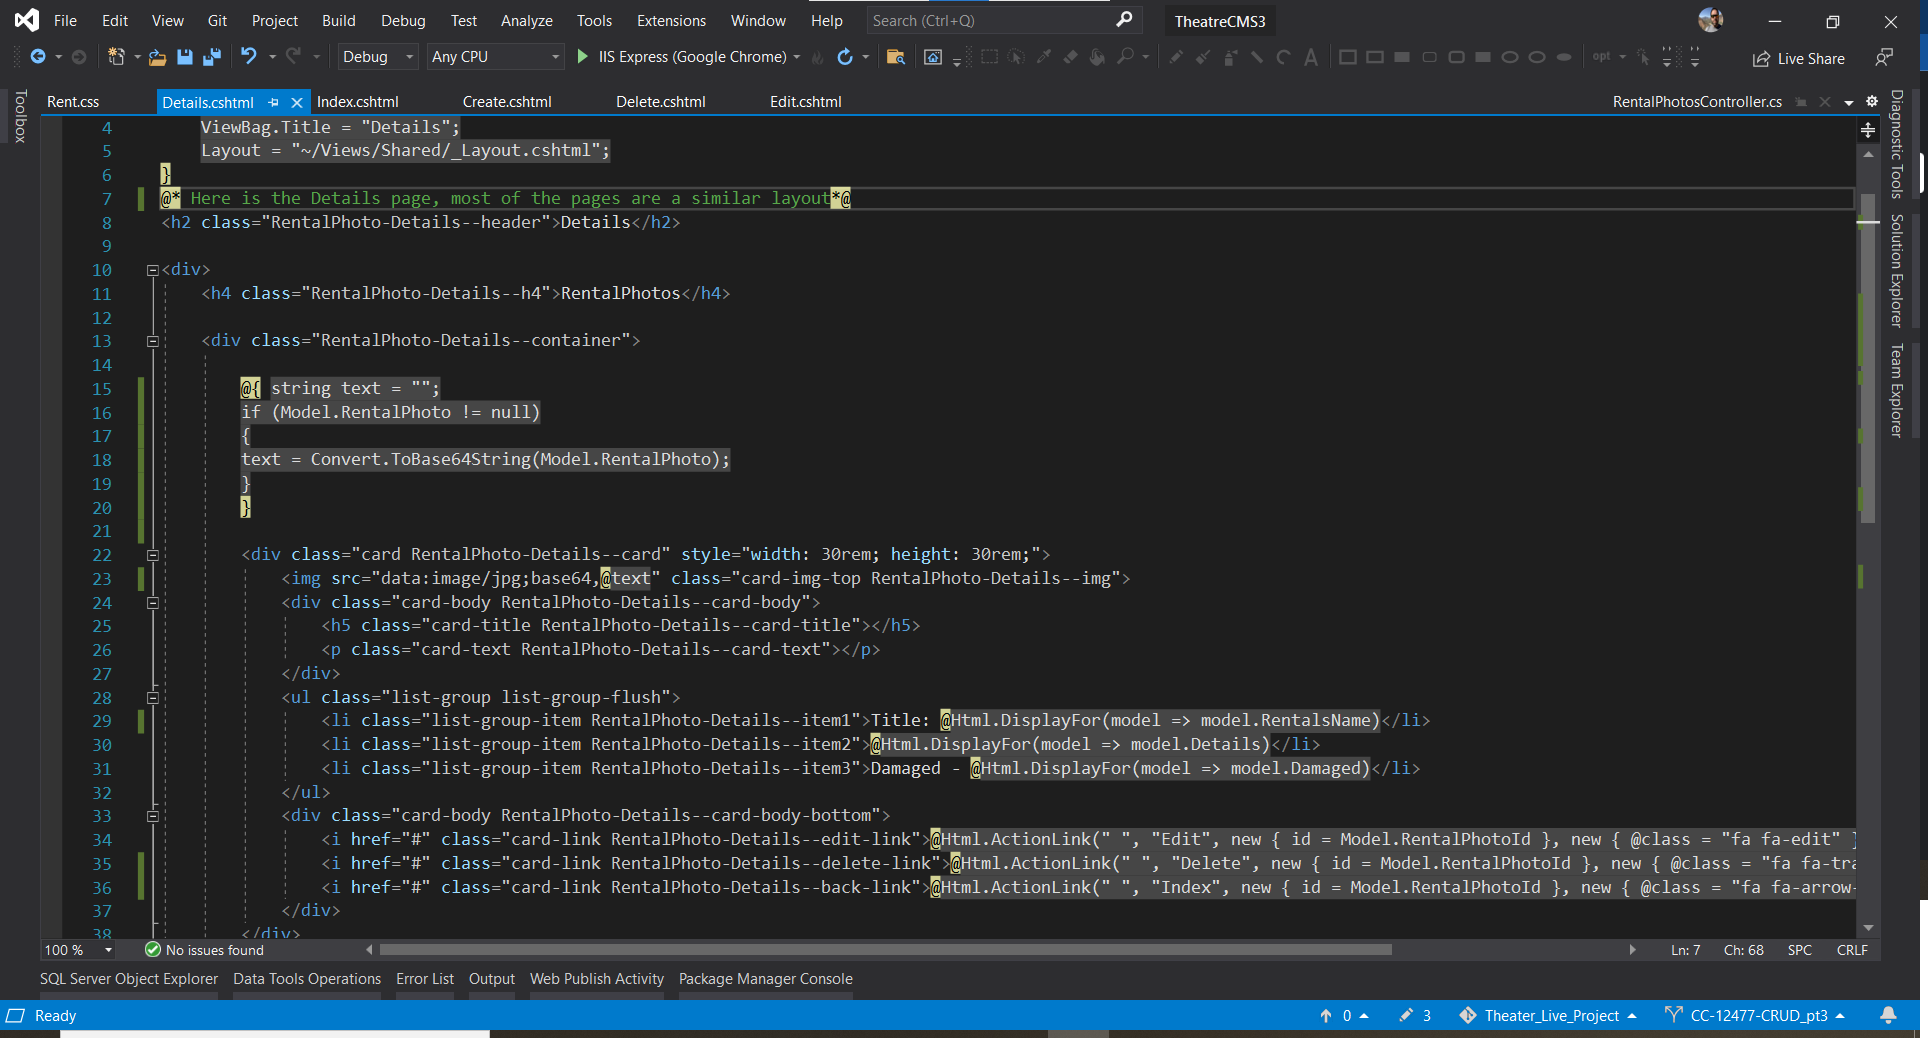 File Edit View Git Project Build Debug Test Analyze Tools Extensions Window Help Search (Ctrl+Q) TheatreCMS3
Debug Any CPU IIS Express (Google Chrome) opt Live Share
Toolbox
Rent.css Details.cshtml Index.cshtml Create.cshtml Delete.cshtml Edit.cshtml RentalPhotosController.cs
4 ViewBag.Title = "Details";
5 Layout = "~/Views/Shared/_Layout.cshtml";
6 }
7 @* Here is the Details page, most of the pages are a similar layout*@
8 <h2 class="RentalPhoto-Details--header">Details</h2>
9
10 <div>
11 <h4 class="RentalPhoto-Details--h4">RentalPhotos</h4>
12
13 <div class="RentalPhoto-Details--container">
14
15 @{ string text = "";
16 if (Model.RentalPhoto != null)
17 {
18 text = Convert.ToBase64String(Model.RentalPhoto);
19 }
20 }
21
22 <div class="card RentalPhoto-Details--card" style="width: 30rem; height: 30rem;">
23 <img src="data:image/jpg;base64,@text" class="card-img-top RentalPhoto-Details--img">
24 <div class="card-body RentalPhoto-Details--card-body">
25 <h5 class="card-title RentalPhoto-Details--card-title"></h5>
26 <p class="card-text RentalPhoto-Details--card-text"></p>
27 </div>
28 <ul class="list-group list-group-flush">
29 <li class="list-group-item RentalPhoto-Details--item1">Title: @Html.DisplayFor(model => model.RentalsName)</li>
30 <li class="list-group-item RentalPhoto-Details--item2">@Html.DisplayFor(model => model.Details)</li>
31 <li class="list-group-item RentalPhoto-Details--item3">Damaged - @Html.DisplayFor(model => model.Damaged)</li>
32 </ul>
33 <div class="card-body RentalPhoto-Details--card-body-bottom">
34 <i href="#" class="card-link RentalPhoto-Details--edit-link">@Html.ActionLink(" ", "Edit", new { id = Model.RentalPhotoId }, new { @class = "fa fa-edit" }
35 <i href="#" class="card-link RentalPhoto-Details--delete-link">@Html.ActionLink(" ", "Delete", new { id = Model.RentalPhotoId }, new { @class = "fa fa-tra
36 <i href="#" class="card-link RentalPhoto-Details--back-link">@Html.ActionLink(" ", "Index", new { id = Model.RentalPhotoId }, new { @class = "fa fa-arrow-
37 </div>
38 </div>
Diagnostic Tools
Solution Explorer
Team Explorer
100 % No issues found Ln: 7 Ch: 68 SPC CRLF
SQL Server Object Explorer Data Tools Operations Error List Output Web Publish Activity Package Manager Console
Ready 0 3 Theater_Live_Project CC-12477-CRUD_pt3